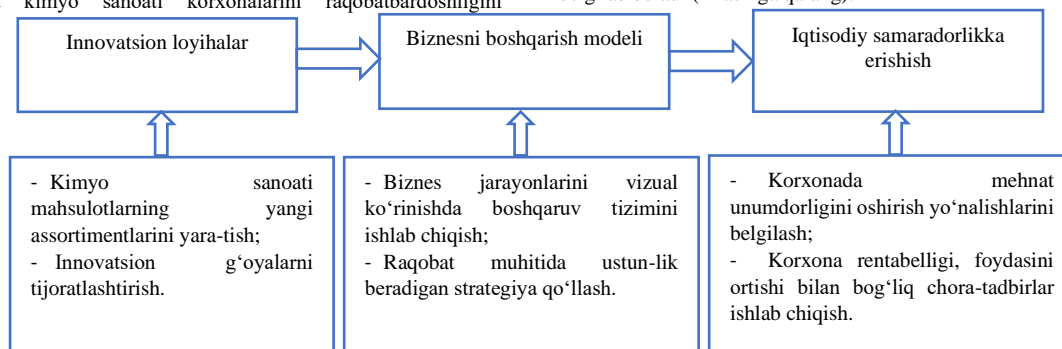 kimyo sanoati korxonalarini raqobatbardoshligini
Innovatsion loyihalar
Biznesni boshqarish modeli
Iqtisodiy samaradorlikka
erishish
- Kimyo sanoati
mahsulotlarning yangi
assortimentlarini yara-tish;
- Innovatsion g‘oyalarni
tijoratlashtirish.
- Biznes jarayonlarini vizual
ko‘rinishda boshqaruv tizimini
ishlab chiqish;
- Raqobat muhitida ustun-lik
beradigan strategiya qo‘llash.
- Korxonada mehnat
unumdorligini oshirish yo‘nalishlarini
belgilash;
- Korxona rentabelligi, foydasini
ortishi bilan bog‘liq chora-tadbirlar
ishlab chiqish.